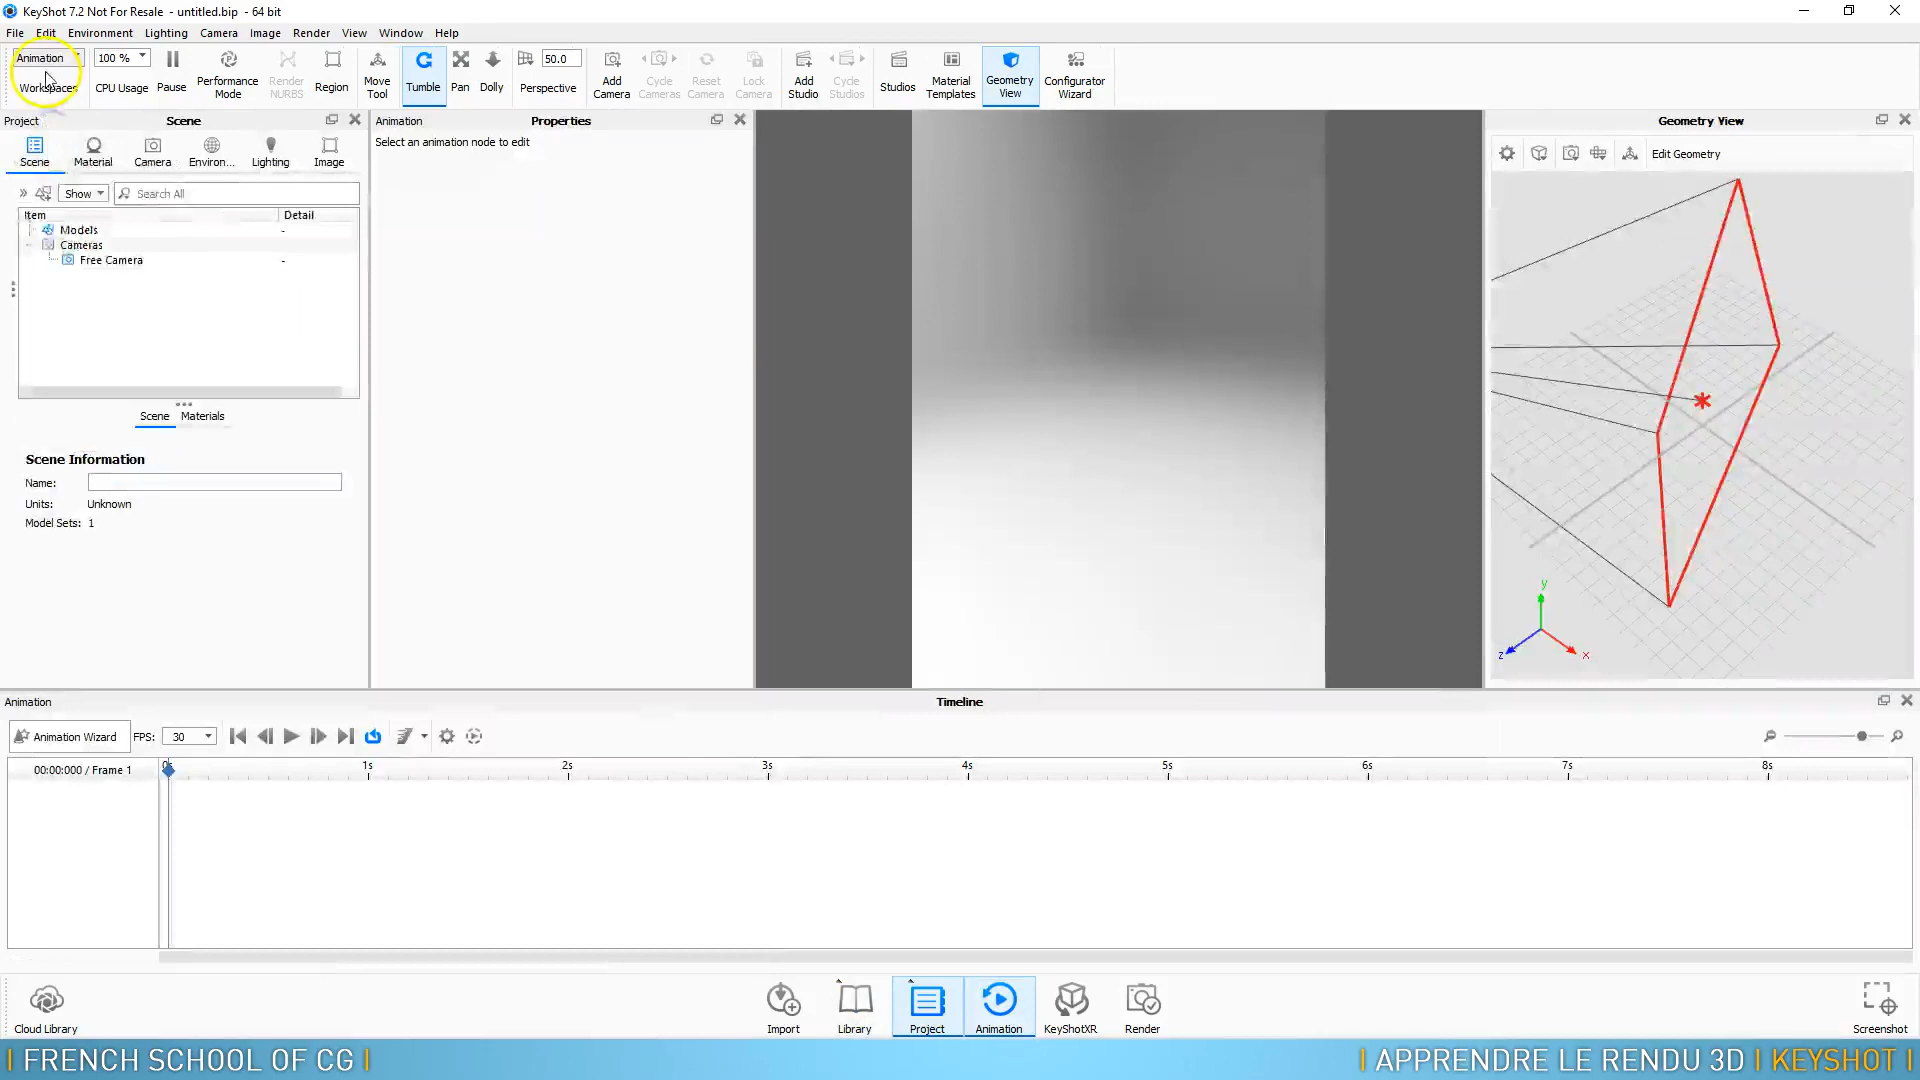 KeyShot 7.2 Not For Resale - untitled.bip - 64 bit
File Edit Environment Lighting Camera Image Render View Window Help
Animation
Workspaces
100 %
CPU Usage
Pause
Performance
Mode
Render
NURBS
Region
Move
Tool
Tumble
Pan
Dolly
50.0
Perspective
Add
Camera
Cycle
Cameras
Reset
Camera
Lock
Camera
Add
Studio
Cycle
Studios
Studios
Material
Templates
Geometry
View
Configurator
Wizard
Project
Scene
Animation
Properties
Geometry View
Scene
Material
Camera
Environ...
Lighting
Image
Select an animation node to edit
Edit Geometry
Show
Search All
Item
Detail
Models -
Cameras
Free Camera -
Scene Materials
Scene Information
Name:
Units: Unknown
Model Sets: 1
y
z
x
Animation
Timeline
Animation Wizard
FPS:
30
00:00:000 / Frame 1
0s 1s 2s 3s 4s 5s 6s 7s 8s
Cloud Library
Import
Library
Project
Animation
KeyShotXR
Render
Screenshot
| FRENCH SCHOOL OF CG |
| APPRENDRE LE RENDU 3D | KEYSHOT |